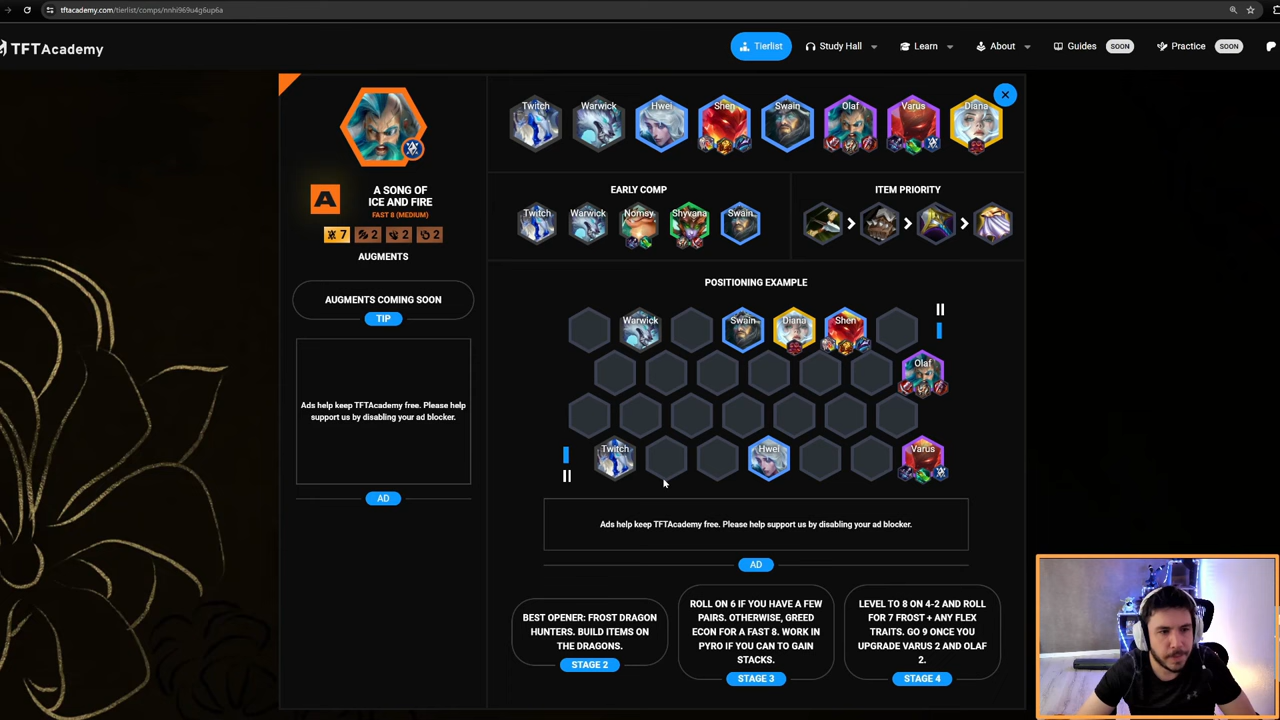 tftacademy.com/tierlist/comps/nnhi969u4g6up6a
TFTAcademy
Tierlist
Study Hall
Learn
About
Guides
SOON
Practice
SOON
A
A SONG OF
ICE AND FIRE
FAST 8 (MEDIUM)
7
2
2
2
AUGMENTS
AUGMENTS COMING SOON
TIP
Ads help keep TFTAcademy free. Please help
support us by disabling your ad blocker.
AD
Twitch
Warwick
Hwei
Shen
Swain
Olaf
Varus
Diana
EARLY COMP
Twitch
Warwick
Nomsy
Shyvana
Swain
ITEM PRIORITY
POSITIONING EXAMPLE
Warwick
Swain
Diana
Shen
Olaf
Twitch
Hwei
Varus
Ads help keep TFTAcademy free. Please help support us by disabling your ad blocker.
AD
BEST OPENER: FROST DRAGON
HUNTERS. BUILD ITEMS ON
THE DRAGONS.
STAGE 2
ROLL ON 6 IF YOU HAVE A FEW
PAIRS. OTHERWISE, GREED
ECON FOR A FAST 8. WORK IN
PYRO IF YOU CAN TO GAIN
STACKS.
STAGE 3
LEVEL TO 8 ON 4-2 AND ROLL
FOR 7 FROST + ANY FLEX
TRAITS. GO 9 ONCE YOU
UPGRADE VARUS 2 AND OLAF
2.
STAGE 4